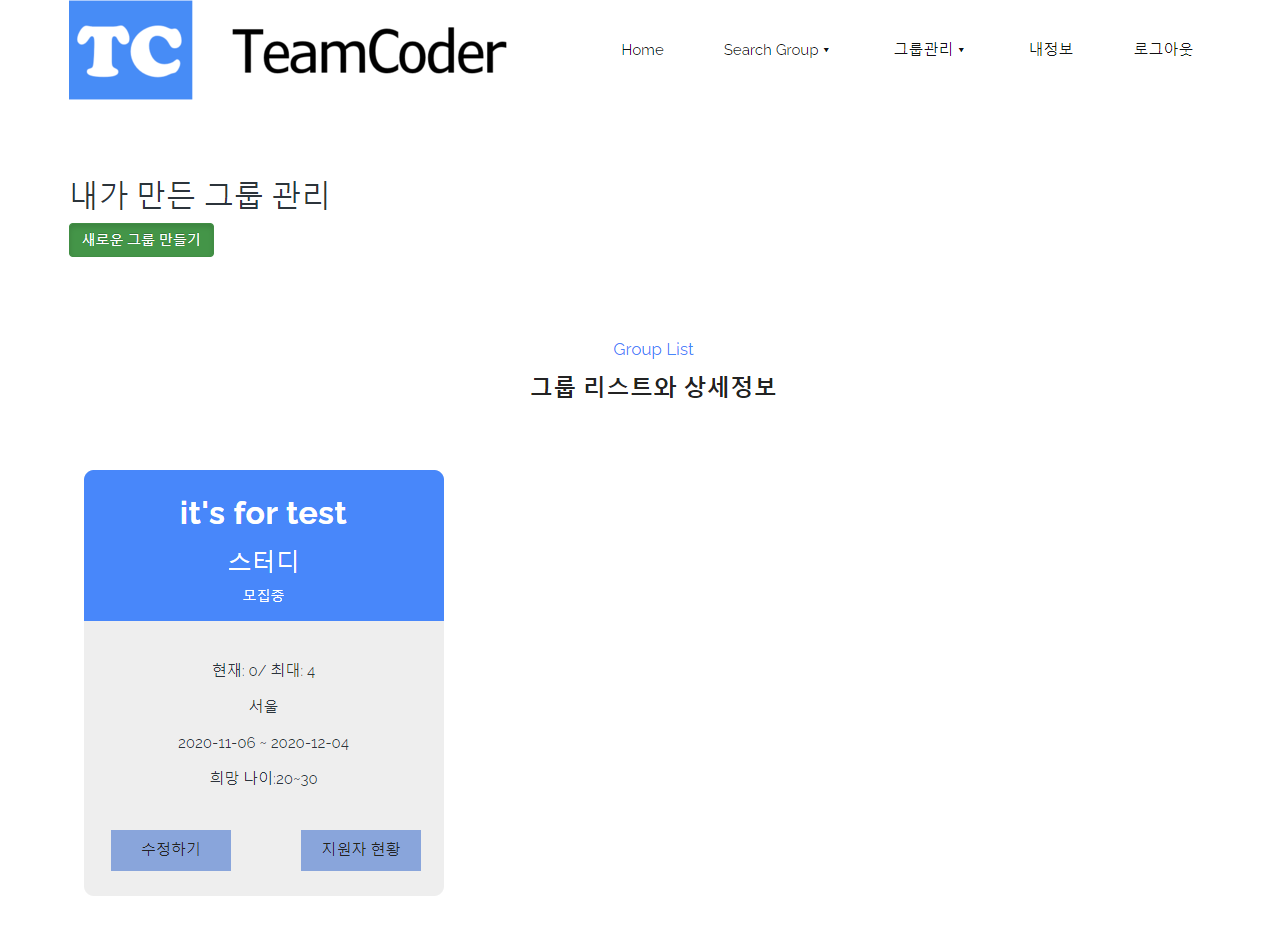 TC TeamCoder Home Search Group ▾ 그룹관리 ▾ 내정보 로그아웃
내가 만든 그룹 관리
새로운 그룹 만들기
Group List
그룹 리스트와 상세정보
it's for test
스터디
모집중
현재: 0/ 최대: 4
서울
2020-11-06 ~ 2020-12-04
희망 나이:20~30
수정하기 지원자 현황